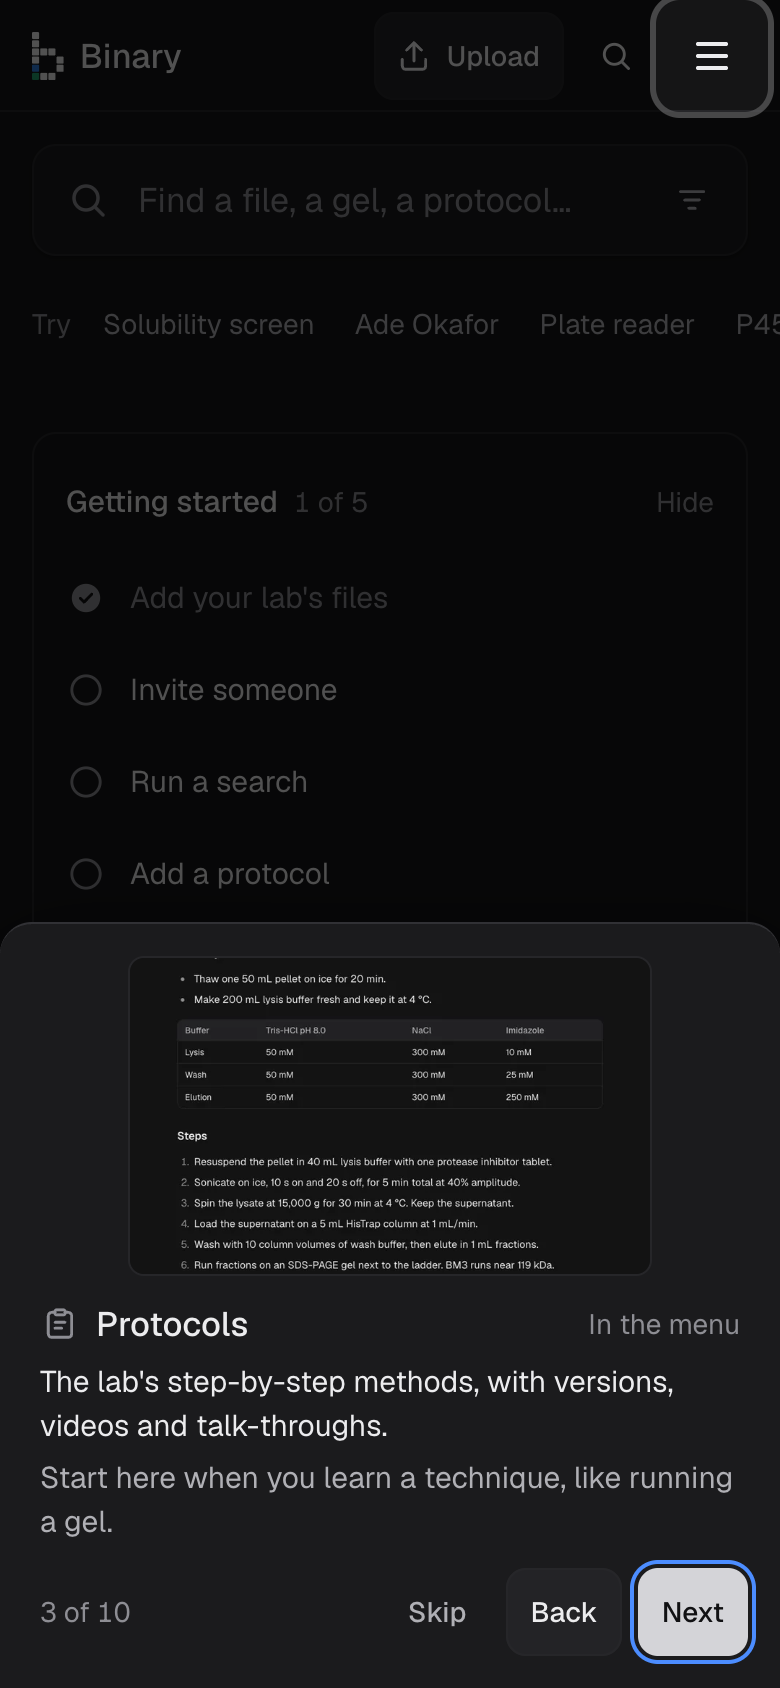 Binary
Upload
Find a file, a gel, a protocol...
Try Solubility screen Ade Okafor Plate reader P45
Getting started 1 of 5 Hide
Add your lab's files
Invite someone
Run a search
Add a protocol
Thaw one 50 mL pellet on ice for 20 min.
Make 200 mL lysis buffer fresh and keep it at 4 °C.
Buffer Tris-HCl pH 8.0 NaCl Imidazole
Lysis 50 mM 300 mM 10 mM
Wash 50 mM 300 mM 25 mM
Elution 50 mM 300 mM 250 mM
Steps
1. Resuspend the pellet in 40 mL lysis buffer with one protease inhibitor tablet.
2. Sonicate on ice, 10 s on and 20 s off, for 5 min total at 40% amplitude.
3. Spin the lysate at 15,000 g for 30 min at 4 °C. Keep the supernatant.
4. Load the supernatant on a 5 mL HisTrap column at 1 mL/min.
5. Wash with 10 column volumes of wash buffer, then elute in 1 mL fractions.
6. Run fractions on an SDS-PAGE gel next to the ladder. BM3 runs near 119 kDa.
Protocols In the menu
The lab's step-by-step methods, with versions,
videos and talk-throughs.
Start here when you learn a technique, like running
a gel.
3 of 10 Skip Back Next